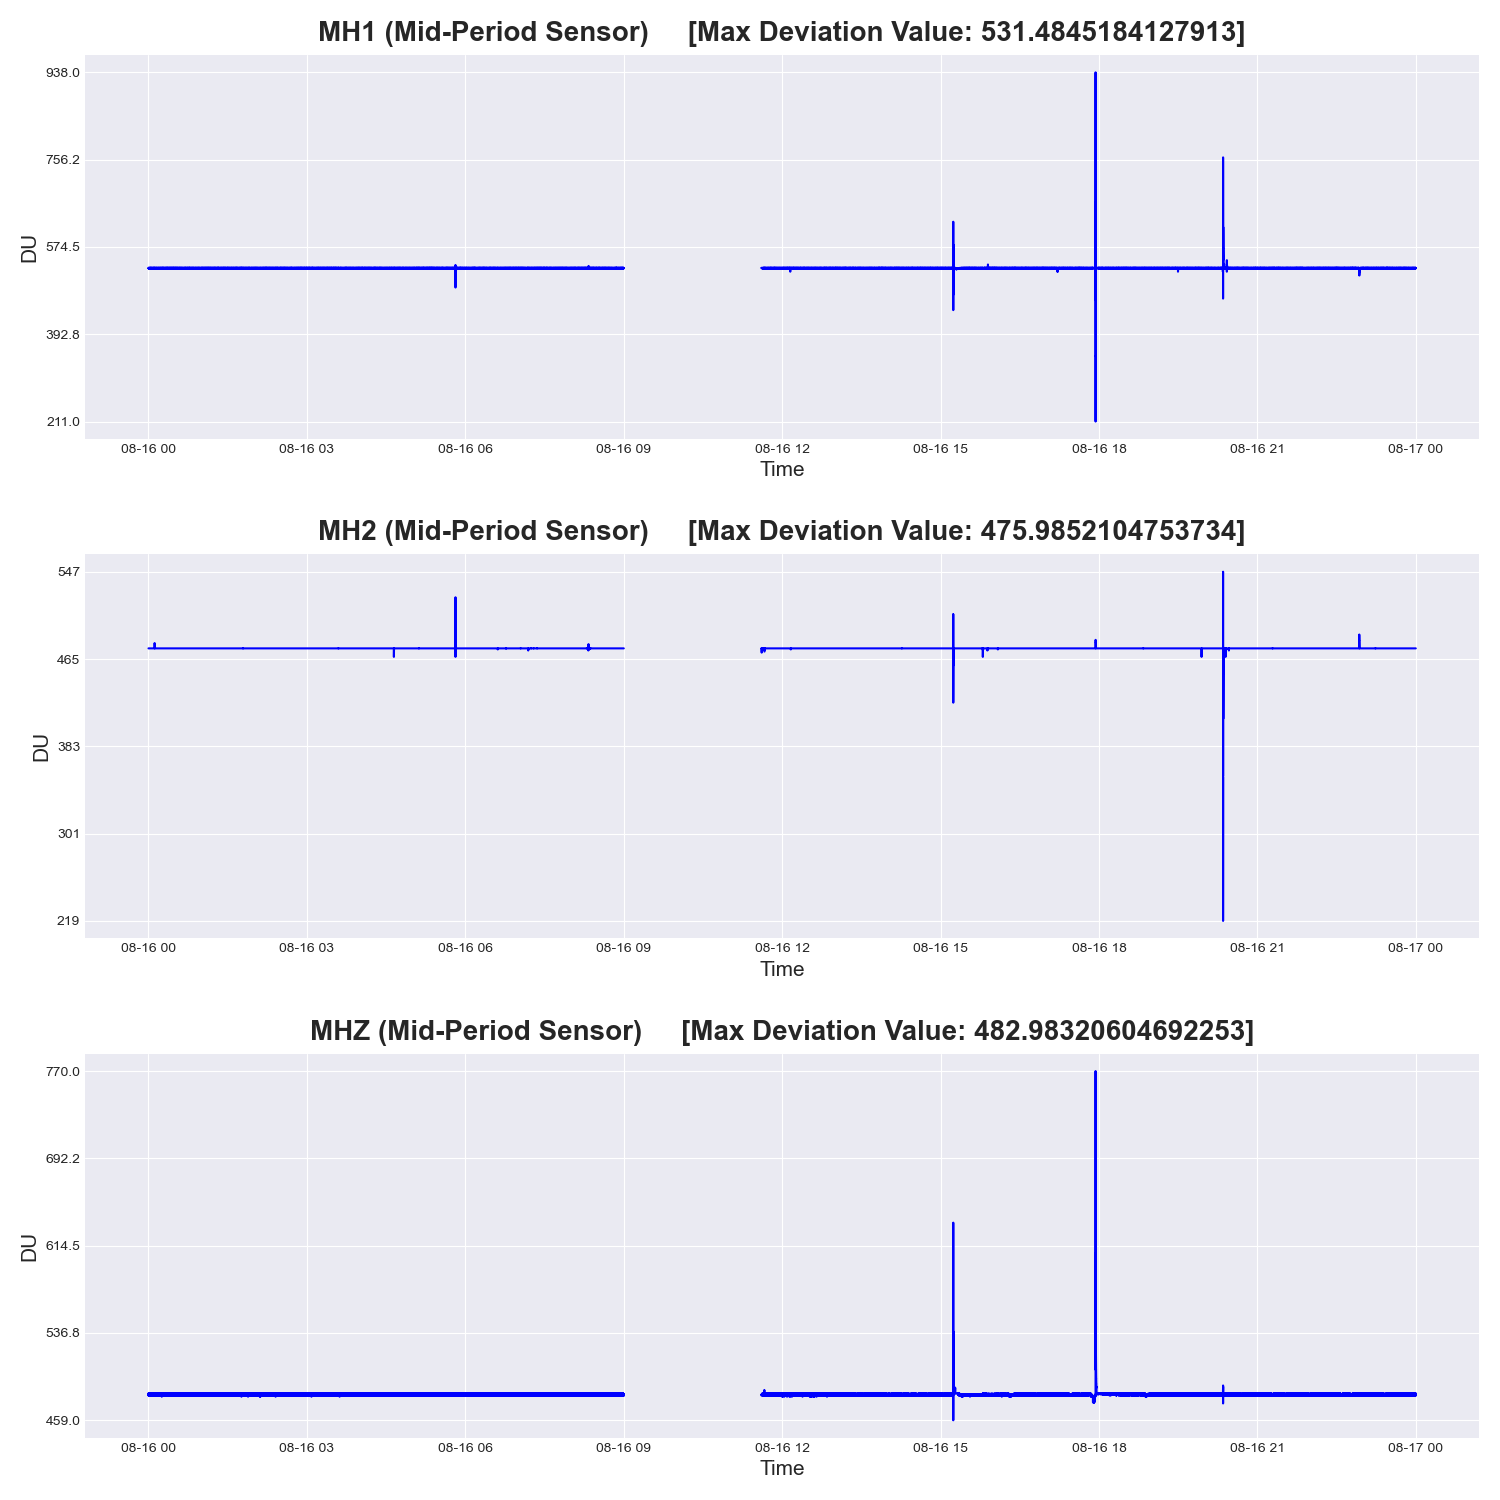 MH1 (Mid-Period Sensor) [Max Deviation Value: 531.4845184127913]
938.0
756.2
574.5
392.8
211.0
DU
08-16 00 08-16 03 08-16 06 08-16 09 08-16 12 08-16 15 08-16 18 08-16 21 08-17 00
Time
MH2 (Mid-Period Sensor) [Max Deviation Value: 475.9852104753734]
547
465
383
301
219
DU
08-16 00 08-16 03 08-16 06 08-16 09 08-16 12 08-16 15 08-16 18 08-16 21 08-17 00
Time
MHZ (Mid-Period Sensor) [Max Deviation Value: 482.98320604692253]
770.0
692.2
614.5
536.8
459.0
DU
08-16 00 08-16 03 08-16 06 08-16 09 08-16 12 08-16 15 08-16 18 08-16 21 08-17 00
Time